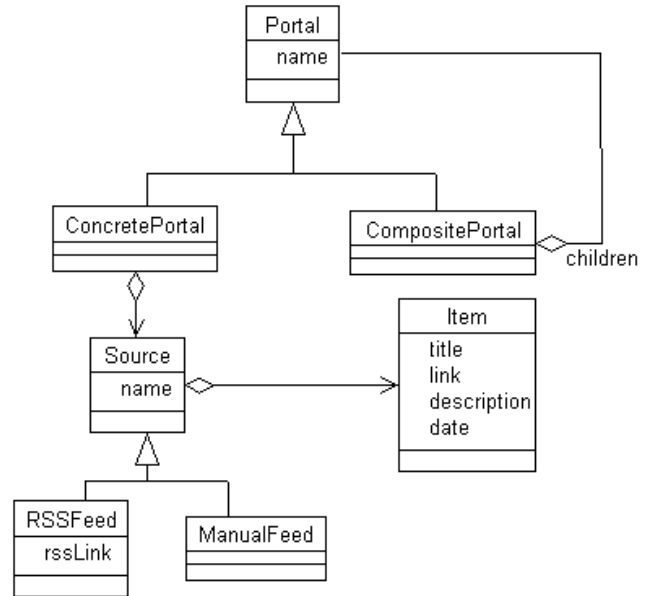 Portal
name
ConcretePortal
CompositePortal
children
Source
name
Item
title
link
description
date
RSSFeed
rssLink
ManualFeed